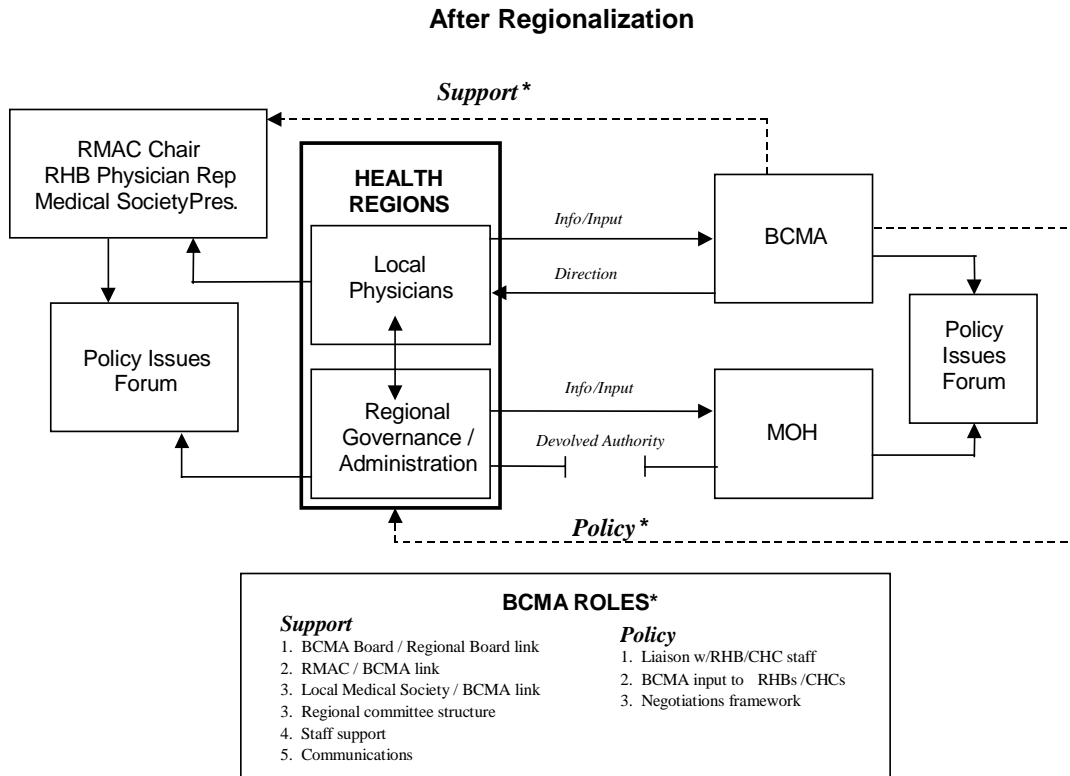 After Regionalization
Support*
RMAC Chair
RHB Physician Rep
Medical SocietyPres.
HEALTH
REGIONS
Info/Input
BCMA
Local
Physicians
Direction
Policy Issues
Forum
Policy
Issues
Forum
Regional
Governance /
Administration
Info/Input
Devolved Authority
MOH
Policy*
BCMA ROLES*
Support
1. BCMA Board / Regional Board link
2. RMAC / BCMA link
3. Local Medical Society / BCMA link
3. Regional committee structure
4. Staff support
5. Communications
Policy
1. Liaison w/RHB/CHC staff
2. BCMA input to RHBs /CHCs
3. Negotiations framework